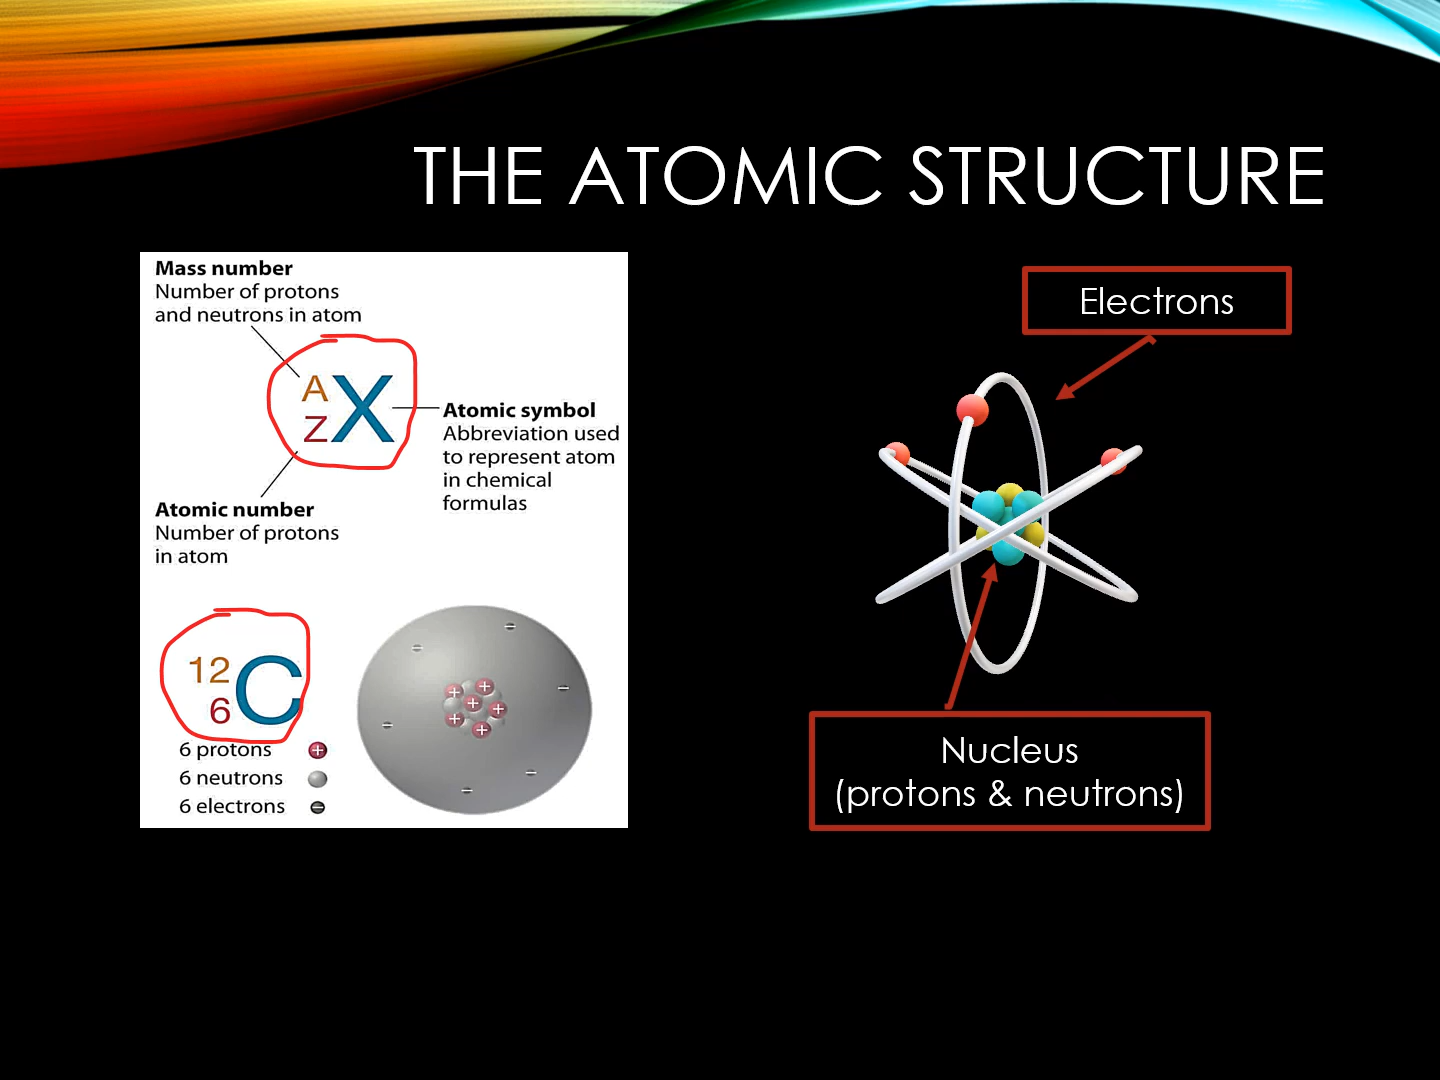 THE ATOMIC STRUCTURE
Mass number
Number of protons
and neutrons in atom
A
Z
X
Atomic symbol
Abbreviation used
to represent atom
in chemical
formulas
Atomic number
Number of protons
in atom
12
6
C
6 protons +
6 neutrons
6 electrons −
Electrons
Nucleus
(protons & neutrons)